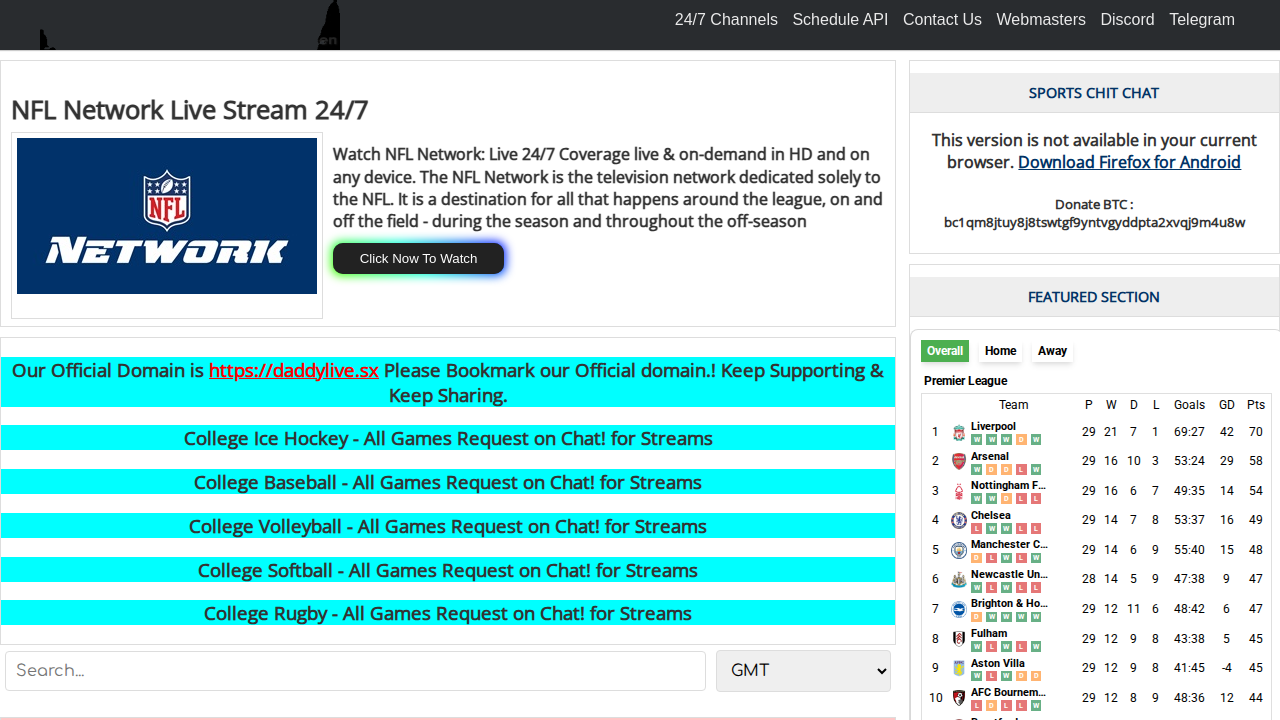 24/7 Channels Schedule API Contact Us Webmasters Discord Telegram
NFL Network Live Stream 24/7
NFL
NETWORK
Watch NFL Network: Live 24/7 Coverage live & on-demand in HD and on
any device. The NFL Network is the television network dedicated solely to
the NFL. It is a destination for all that happens around the league, on and
off the field - during the season and throughout the off-season
Click Now To Watch
Our Official Domain is https://daddylive.sx Please Bookmark our Official domain.! Keep Supporting &
Keep Sharing.
College Ice Hockey - All Games Request on Chat! for Streams
College Baseball - All Games Request on Chat! for Streams
College Volleyball - All Games Request on Chat! for Streams
College Softball - All Games Request on Chat! for Streams
College Rugby - All Games Request on Chat! for Streams
Search...
GMT
SPORTS CHIT CHAT
This version is not available in your current
browser. Download Firefox for Android
Donate BTC :
bc1qm8jtuy8j8tswtgf9yntvgyddpta2xvqj9m4u8w
FEATURED SECTION
Overall Home Away
Premier League
Team P W D L Goals GD Pts
1 Liverpool 29 21 7 1 69:27 42 70
W W W D W
2 Arsenal 29 16 10 3 53:24 29 58
W D D L W
3 Nottingham F... 29 16 6 7 49:35 14 54
W W D L L
4 Chelsea 29 14 7 8 53:37 16 49
L W W L L
5 Manchester C... 29 14 6 9 55:40 15 48
D L W L W
6 Newcastle Un... 28 14 5 9 47:38 9 47
W L W L L
7 Brighton & Ho... 29 12 11 6 48:42 6 47
D W W W W
8 Fulham 29 12 9 8 43:38 5 45
W L W L W
9 Aston Villa 29 12 9 8 41:45 -4 45
W L W D D
10 AFC Bournem... 29 12 8 9 48:36 12 44
L D L L W